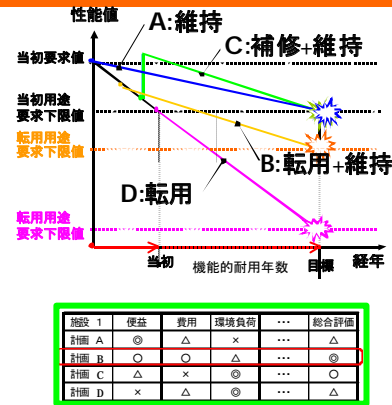 性能値
A:維持
C:補修+維持
当初要求値
当初用途
要求下限値
転用用途
要求下限値
B:転用+維持
D:転用
転用用途
要求下限値
当初 機能的耐用年数 目標 経年
施設 1 便益 費用 環境負荷 … 総合評価
計画 A ◎ △ × △
計画 B ○ ○ △ ◎
計画 C △ × ◎ ○
計画 D × △ ◎ △